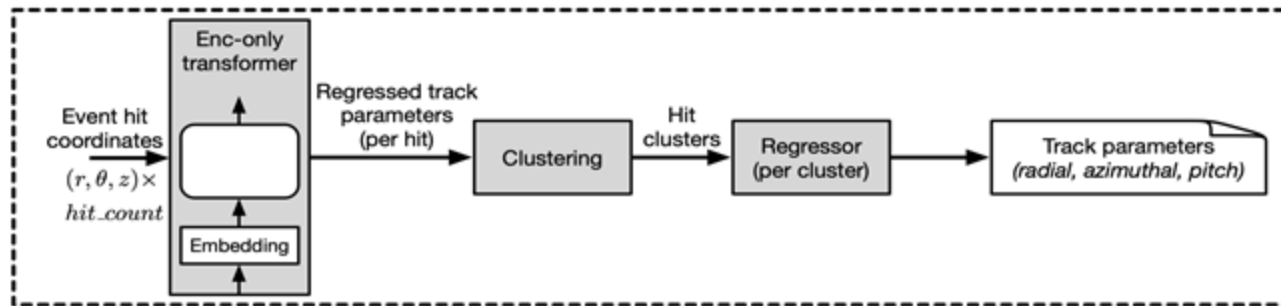 Enc-only
transformer
Event hit
coordinates
(r, θ, z)×
hit_count
Embedding
Regressed track
parameters
(per hit)
Clustering
Hit
clusters
Regressor
(per cluster)
Track parameters
(radial, azimuthal, pitch)